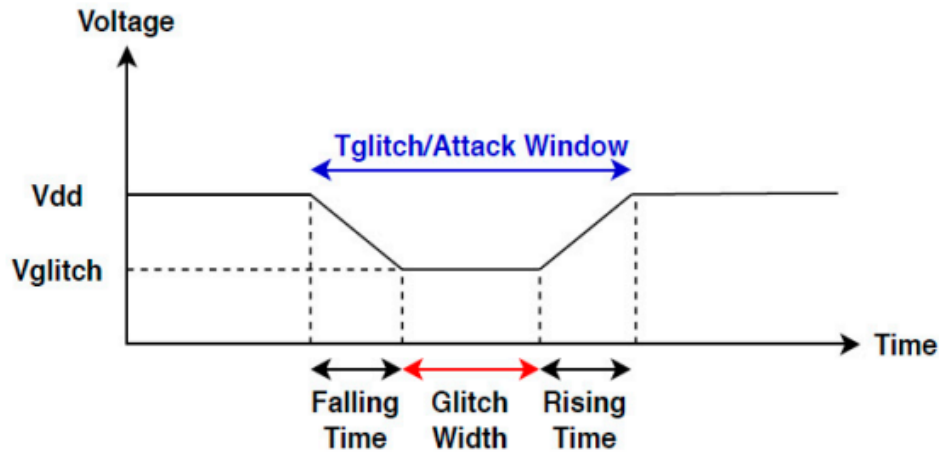 Voltage
Tglitch/Attack Window
Vdd
Vglitch
Time
Falling Time
Glitch Width
Rising Time